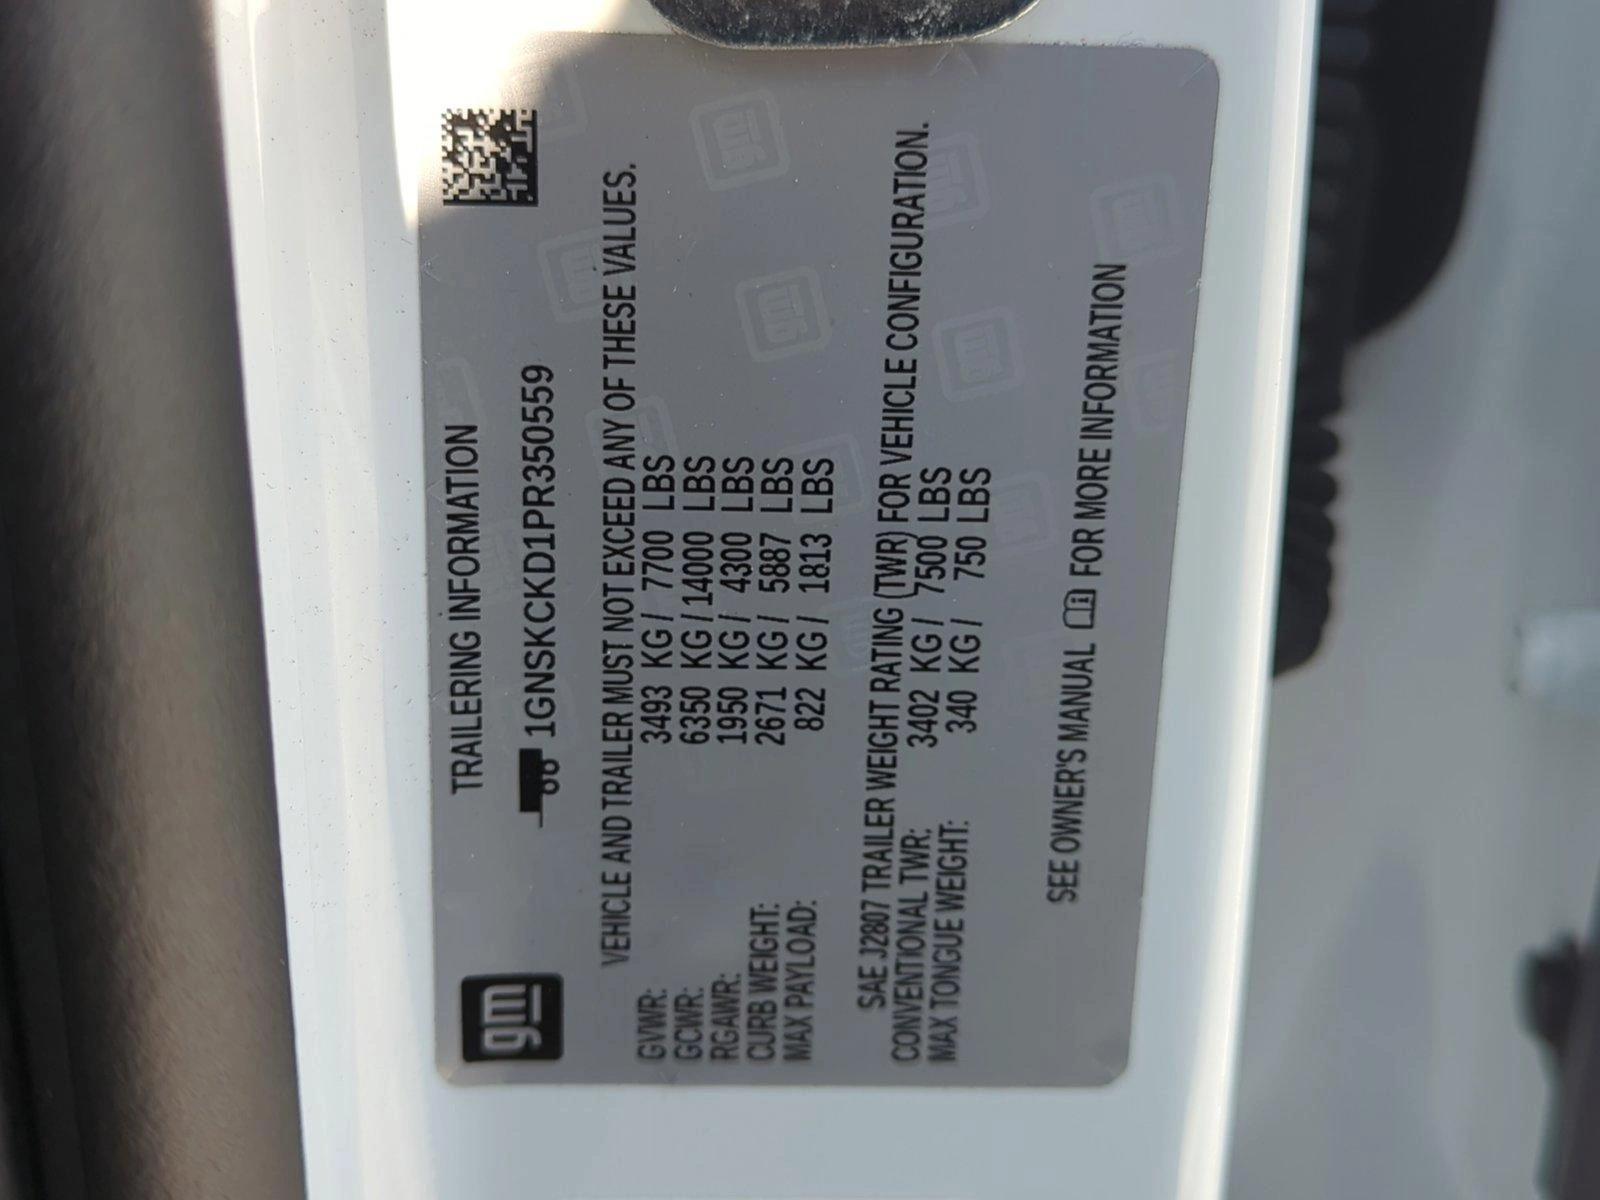 gm
TRAILERING INFORMATION
1GNSKCKD1PR350559
VEHICLE AND TRAILER MUST NOT EXCEED ANY OF THESE VALUES.
GVWR: 3493 KG / 7700 LBS
GCWR: 6350 KG / 14000 LBS
RGAWR: 1950 KG / 4300 LBS
CURB WEIGHT: 2671 KG / 5887 LBS
MAX PAYLOAD: 822 KG / 1813 LBS
SAE J2807 TRAILER WEIGHT RATING (TWR) FOR VEHICLE CONFIGURATION.
CONVENTIONAL TWR: 3402 KG / 7500 LBS
MAX TONGUE WEIGHT: 340 KG / 750 LBS
SEE OWNER'S MANUAL FOR MORE INFORMATION